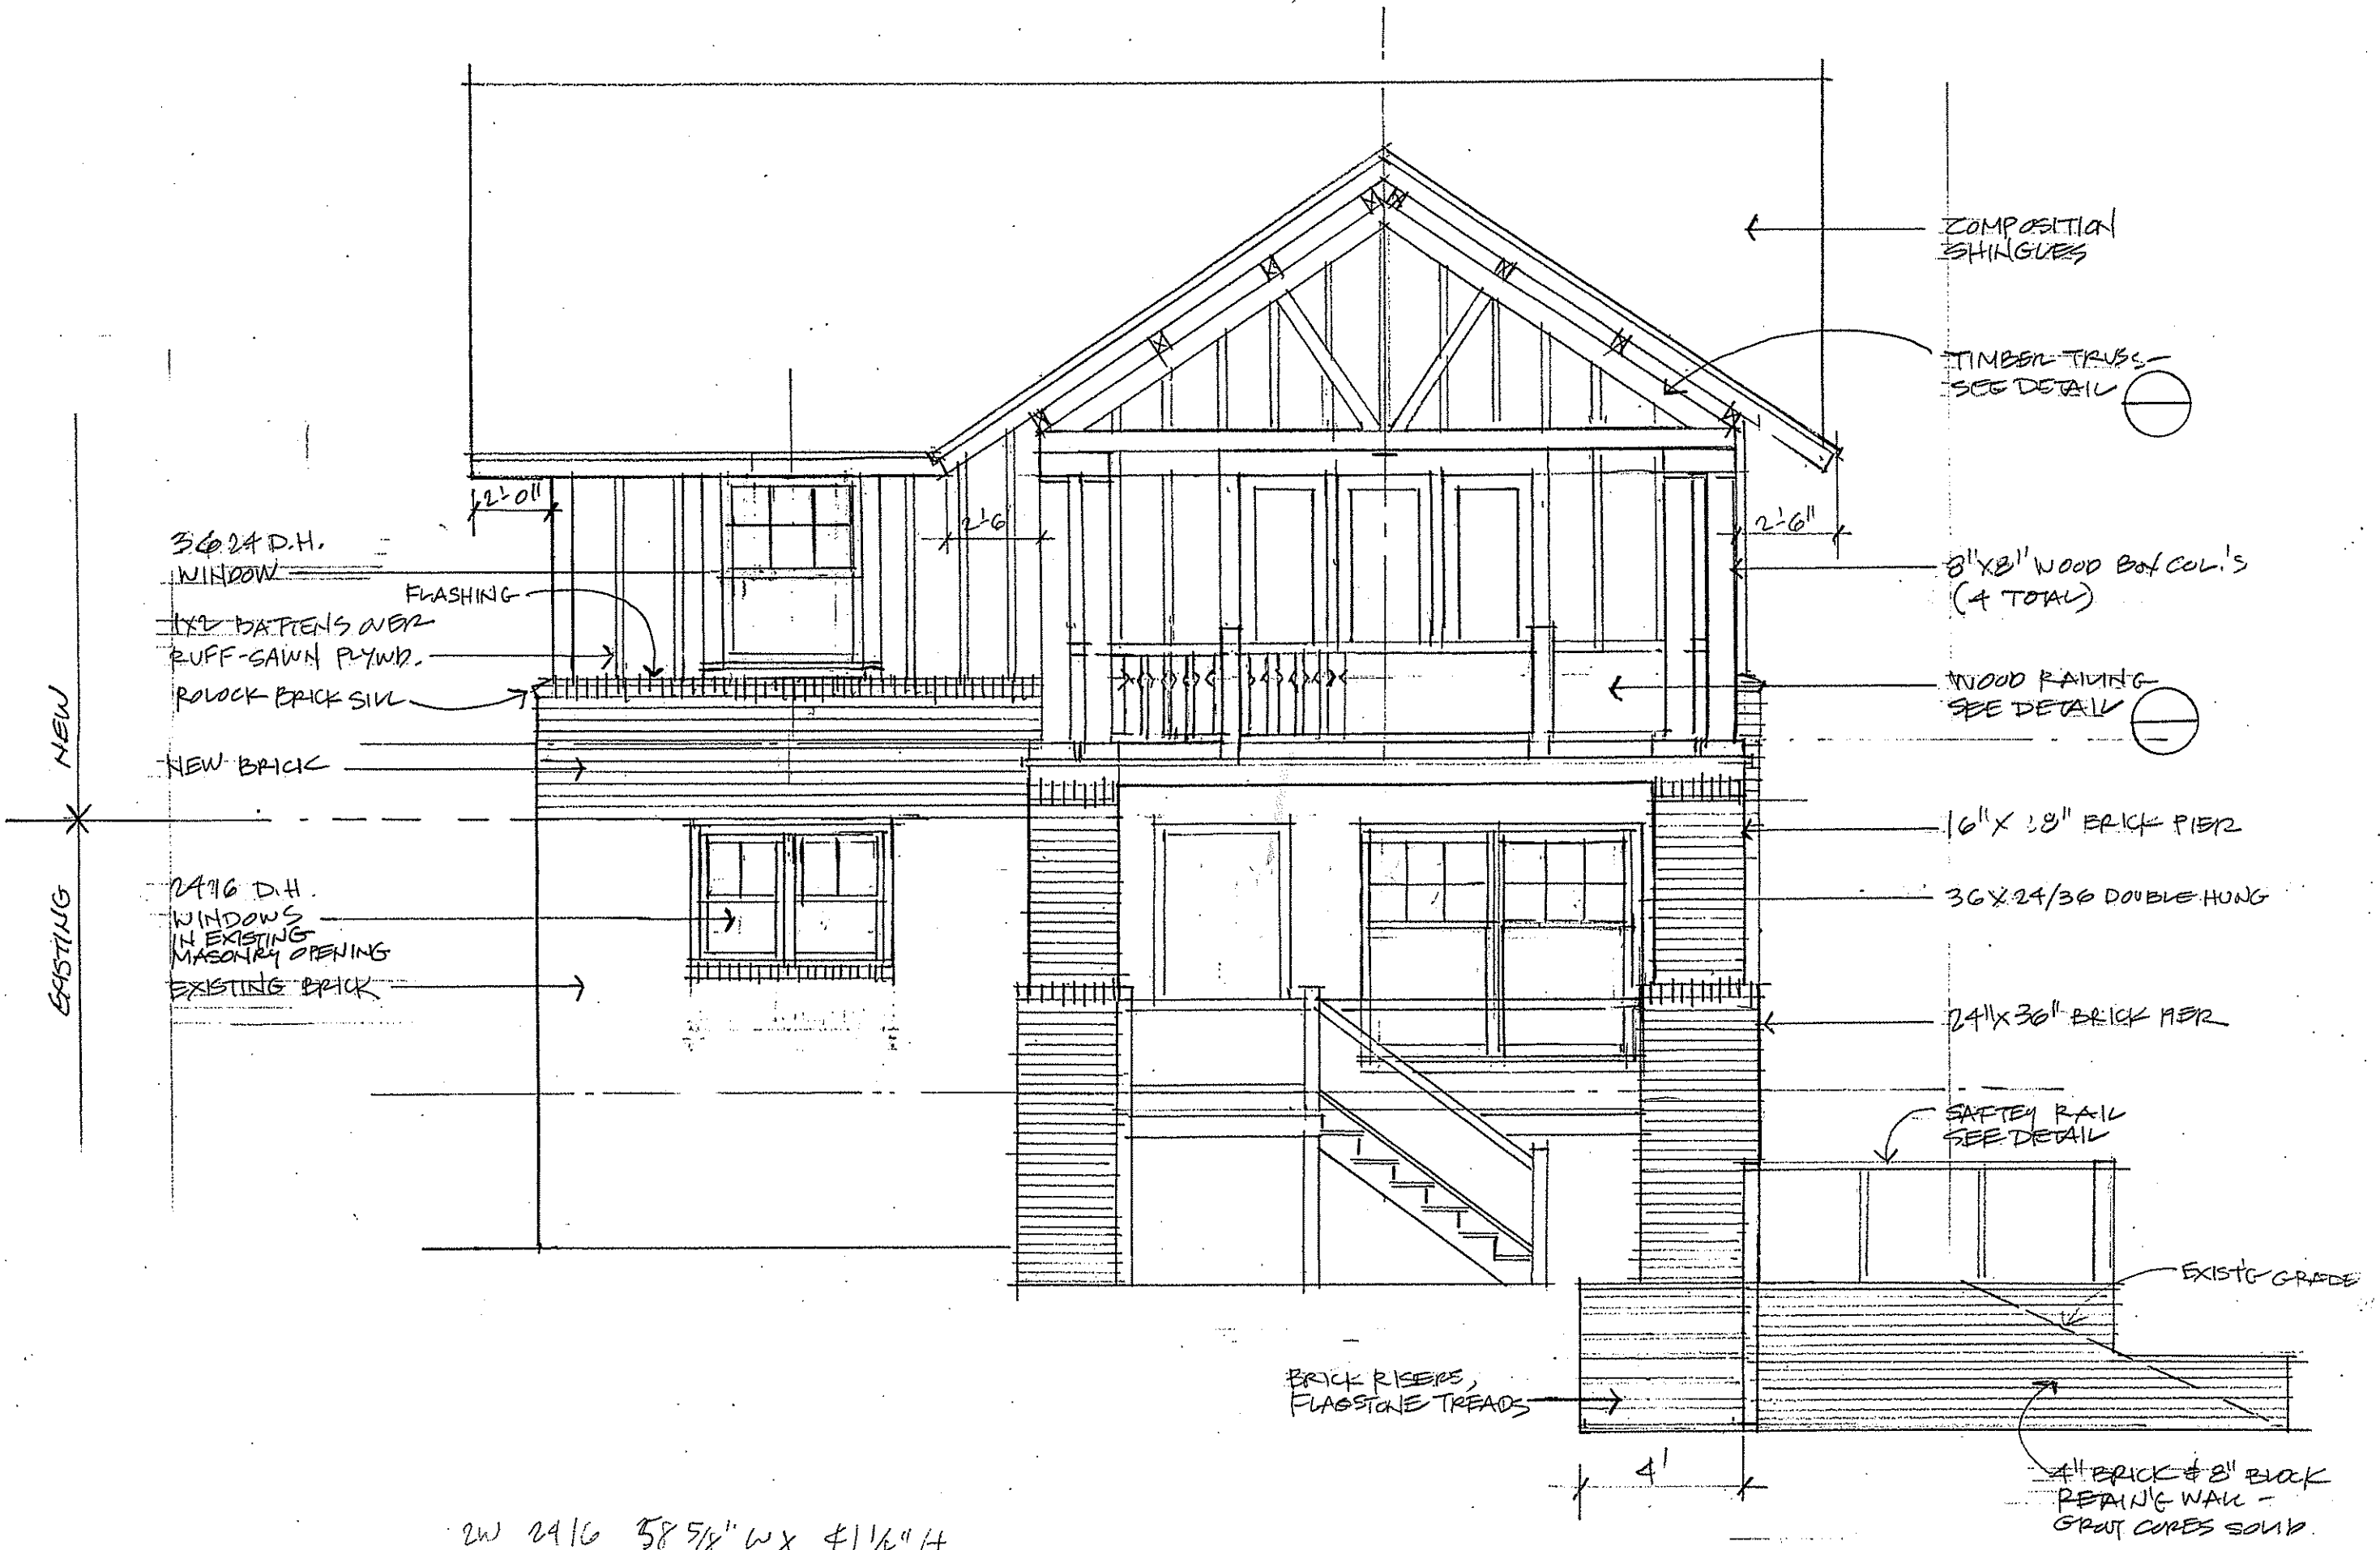 COMPOSITION
SHINGLES
TIMBER TRUSS-
SEE DETAIL
2'-0"
2'-6
2'-6"
3624 D.H.
WINDOW
FLASHING
1X2 BATTENS OVER
RUFF-SAWN PLYWD.
ROLOCK BRICK SILL
NEW BRICK
NEW
EXISTING
2416 D.H.
WINDOWS
IN EXISTING
MASONRY OPENING
EXISTING BRICK
8"X8" WOOD BOX COL.'S
(4 TOTAL)
WOOD RAILING
SEE DETAIL
16"X 18" BRICK PIER
36X24/36 DOUBLE HUNG
24"X36" BRICK PIER
SAFTEY RAIL
SEE DETAIL
EXIST'G GRADE
BRICK RISERS,
FLAGSTONE TREADS
4'
4" BRICK & 8" BLOCK
RETAIN'G WALL -
GROUT CORES SOLID.
2W 2416 58 5/8" W X